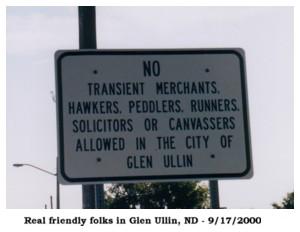 NO
TRANSIENT MERCHANTS,
HAWKERS, PEDDLERS, RUNNERS,
SOLICITORS OR CANVASSERS
ALLOWED IN THE CITY OF
GLEN ULLIN
Real friendly folks in Glen Ullin, ND - 9/17/2000